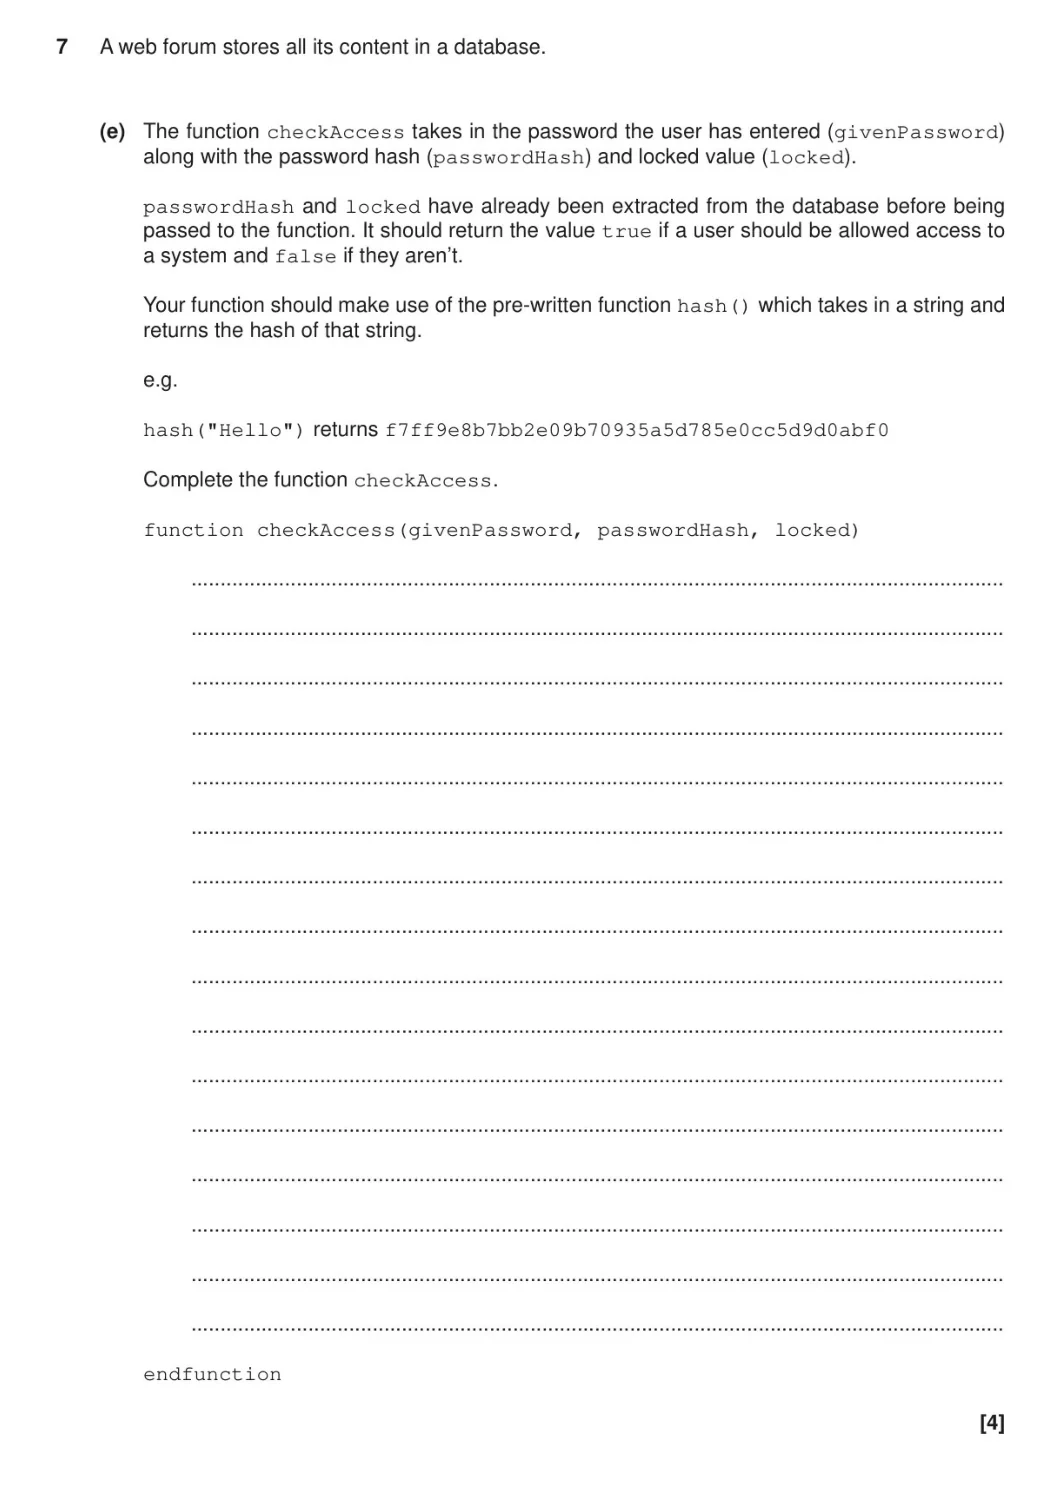 7 A web forum stores all its content in a database.
(e) The function checkAccess takes in the password the user has entered (givenPassword)
along with the password hash (passwordHash) and locked value (locked).
passwordHash and locked have already been extracted from the database before being
passed to the function. It should return the value true if a user should be allowed access to
a system and false if they aren't.
Your function should make use of the pre-written function hash() which takes in a string and
returns the hash of that string.
e.g.
hash("Hello") returns f7ff9e8b7bb2e09b70935a5d785e0cc5d9d0abf0
Complete the function checkAccess.
function checkAccess(givenPassword, passwordHash, locked)
endfunction
[4]